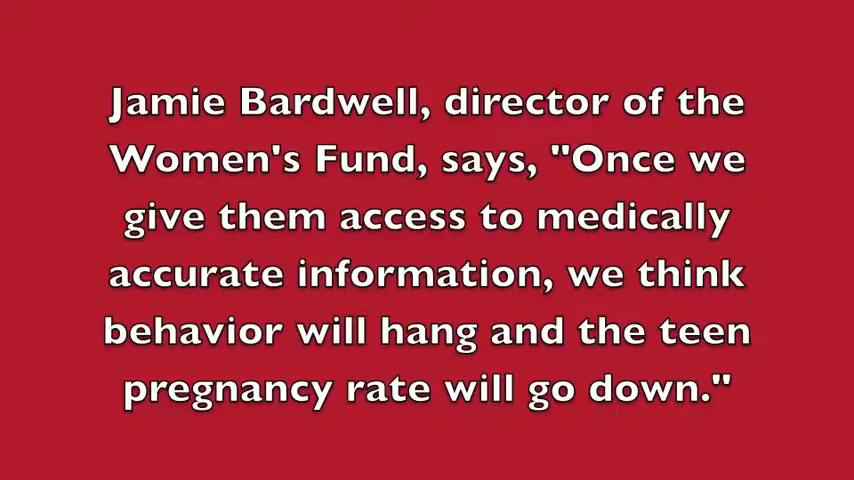 Jamie Bardwell, director of the
Women's Fund, says, "Once we
give them access to medically
accurate information, we think
behavior will hang and the teen
pregnancy rate will go down."